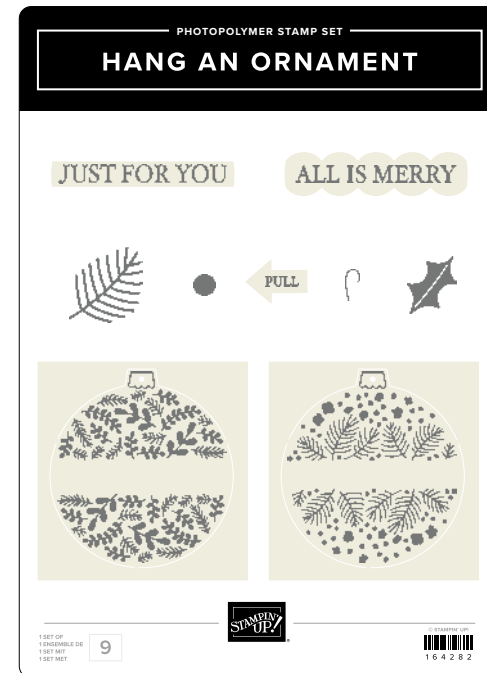 PHOTOPOLYMER STAMP SET
HANG AN ORNAMENT
JUST FOR YOU
ALL IS MERRY
PULL
STAMPIN' UP!®
1 SET OF
1 ENSEMBLE DE
1 SET MIT
1 SET MET
9
© STAMPIN' UP!
164282